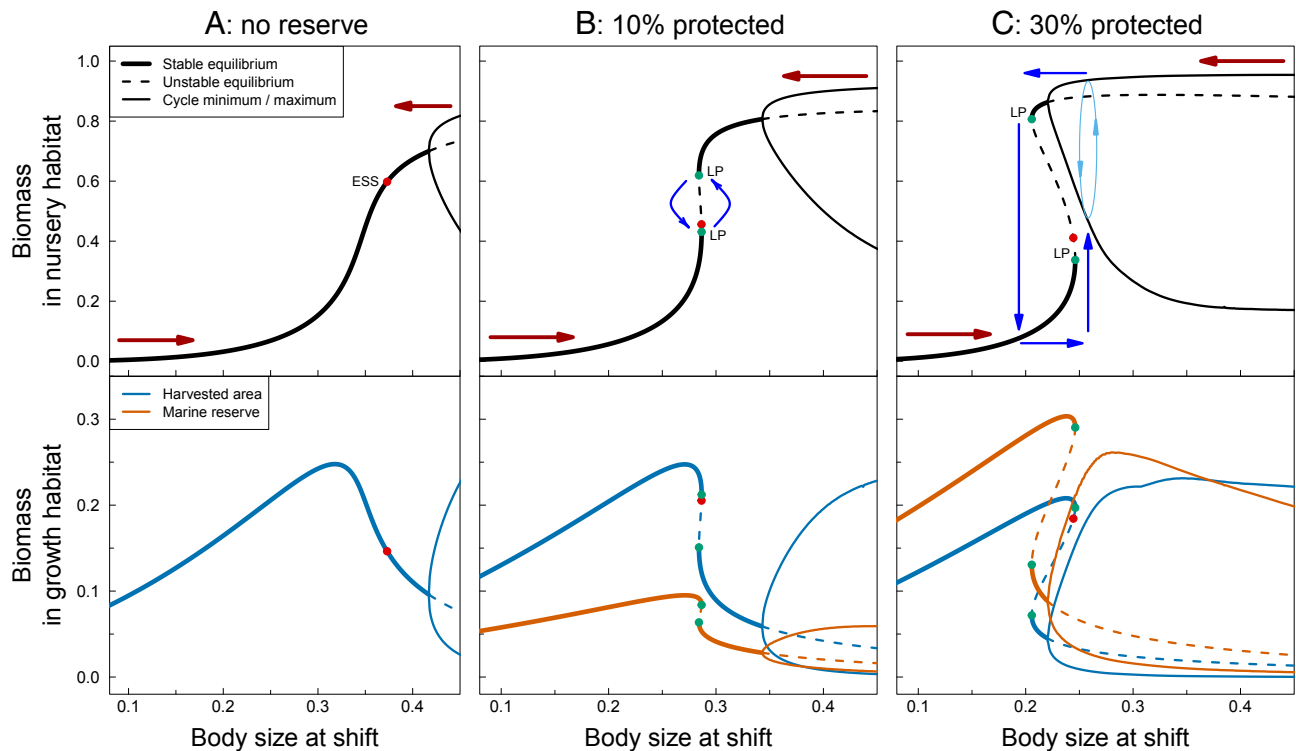 A: no reserve
B: 10% protected
C: 30% protected
Biomass
in nursery habitat
1.0
0.8
0.6
0.4
0.2
0.0
Stable equilibrium
Unstable equilibrium
Cycle minimum / maximum
ESS
LP
LP
LP
LP
Biomass
in growth habitat
0.3
0.2
0.1
0.0
Harvested area
Marine reserve
0.1 0.2 0.3 0.4
0.1 0.2 0.3 0.4
0.1 0.2 0.3 0.4
Body size at shift
Body size at shift
Body size at shift